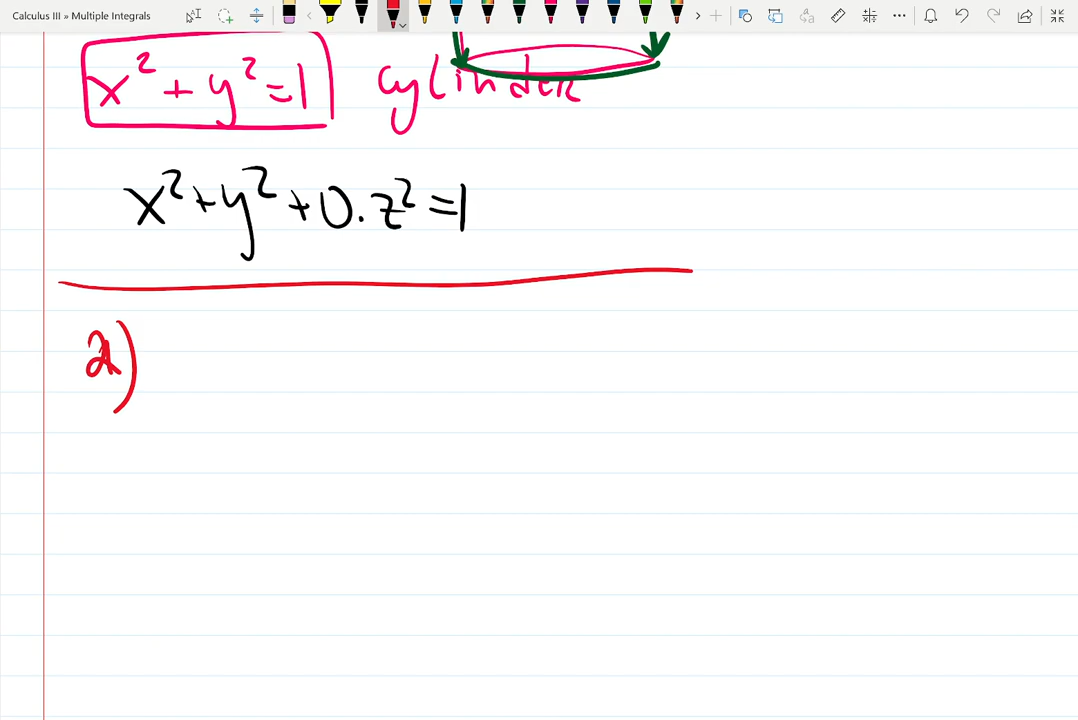 Calculus III » Multiple Integrals
x² + y² = 1 cylinder
x² + y² + 0. z² = 1
2)